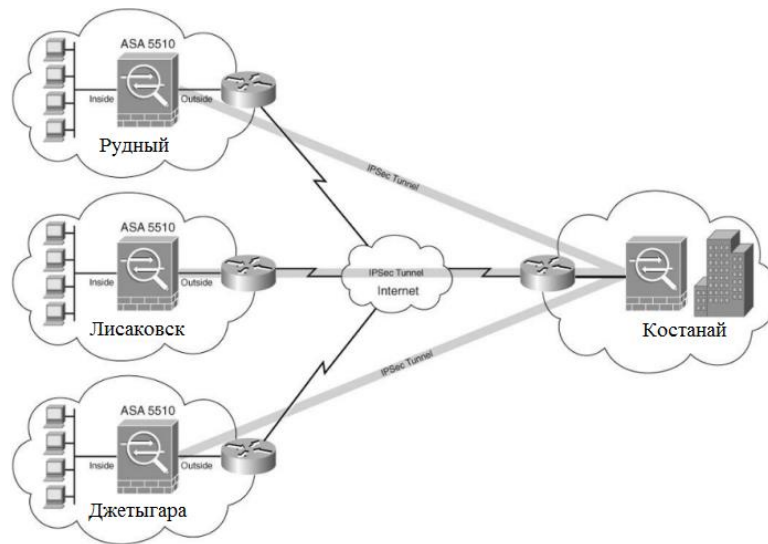 ASA 5510
Inside
Outside
Рудный
IPSec Tunnel
ASA 5510
Inside
Outside
Лисаковск
IPSec Tunnel
Internet
Костанай
IPSec Tunnel
ASA 5510
Inside
Outside
Джетыгара